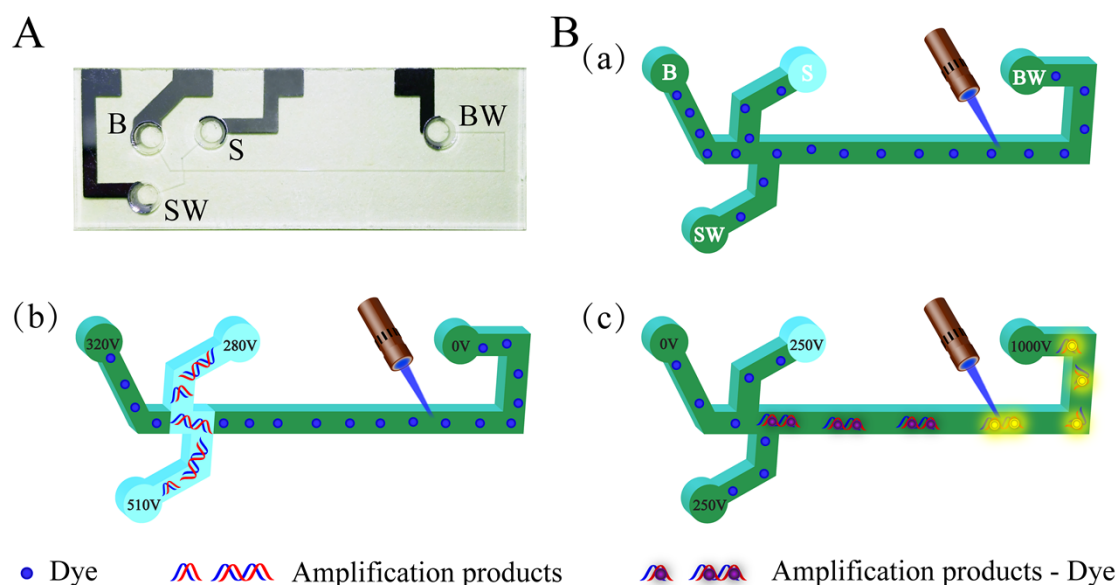 A
B
S
BW
SW
B
(a)
B
S
BW
SW
(b)
320V
280V
0V
510V
(c)
0V
250V
1000V
250V
Dye
Amplification products
Amplification products - Dye